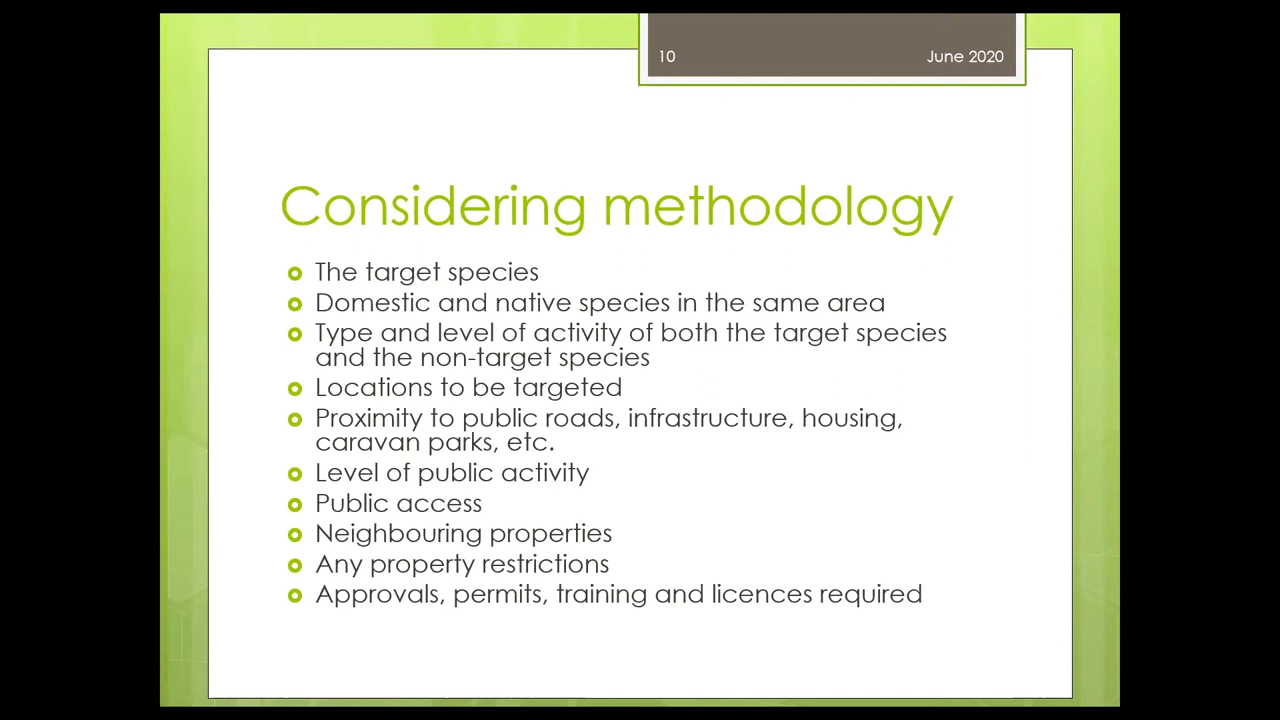 10 June 2020
Considering methodology
The target species
Domestic and native species in the same area
Type and level of activity of both the target species
and the non-target species
Locations to be targeted
Proximity to public roads, infrastructure, housing,
caravan parks, etc.
Level of public activity
Public access
Neighbouring properties
Any property restrictions
Approvals, permits, training and licences required